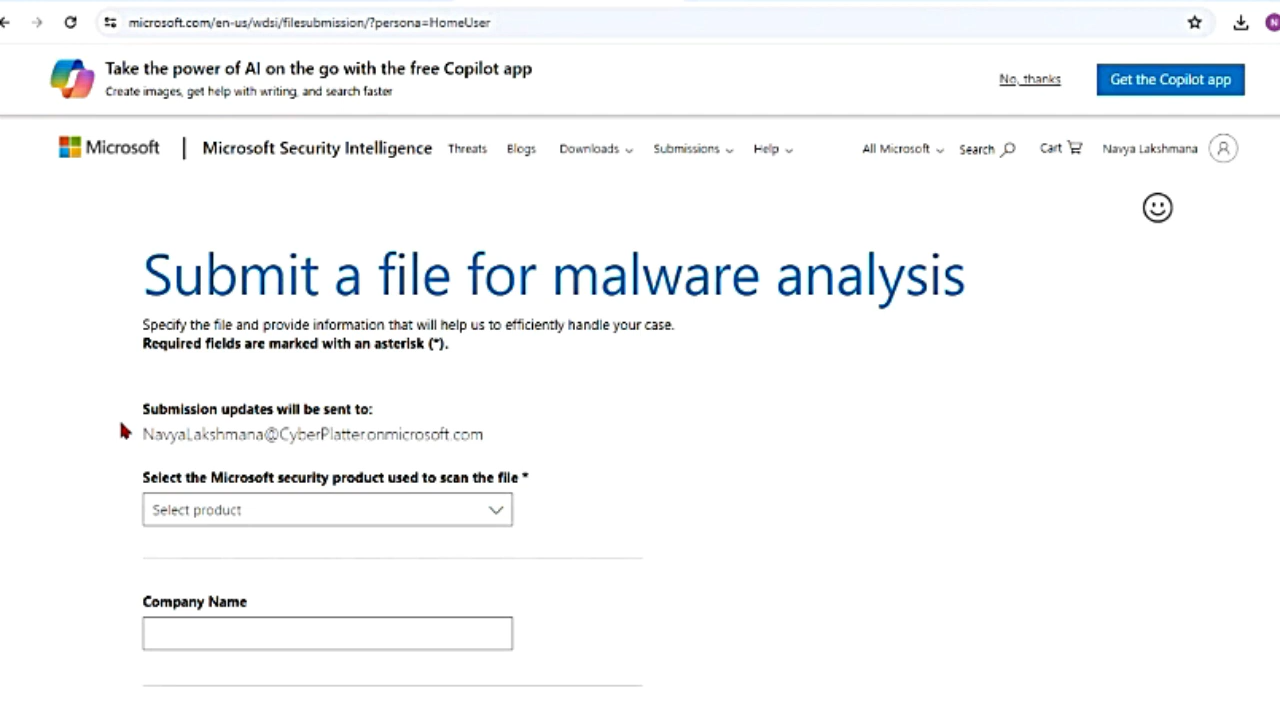 microsoft.com/en-us/wdsi/filesubmission/?persona=HomeUser
N
Take the power of AI on the go with the free Copilot app
Create images, get help with writing, and search faster
No, thanks
Get the Copilot app
Microsoft
Microsoft Security Intelligence
Threats
Blogs
Downloads
Submissions
Help
All Microsoft
Search
Cart
Navya Lakshmana
Submit a file for malware analysis
Specify the file and provide information that will help us to efficiently handle your case.
Required fields are marked with an asterisk (*).
Submission updates will be sent to:
NavyaLakshmana@CyberPlatter.onmicrosoft.com
Select the Microsoft security product used to scan the file *
Select product
Company Name